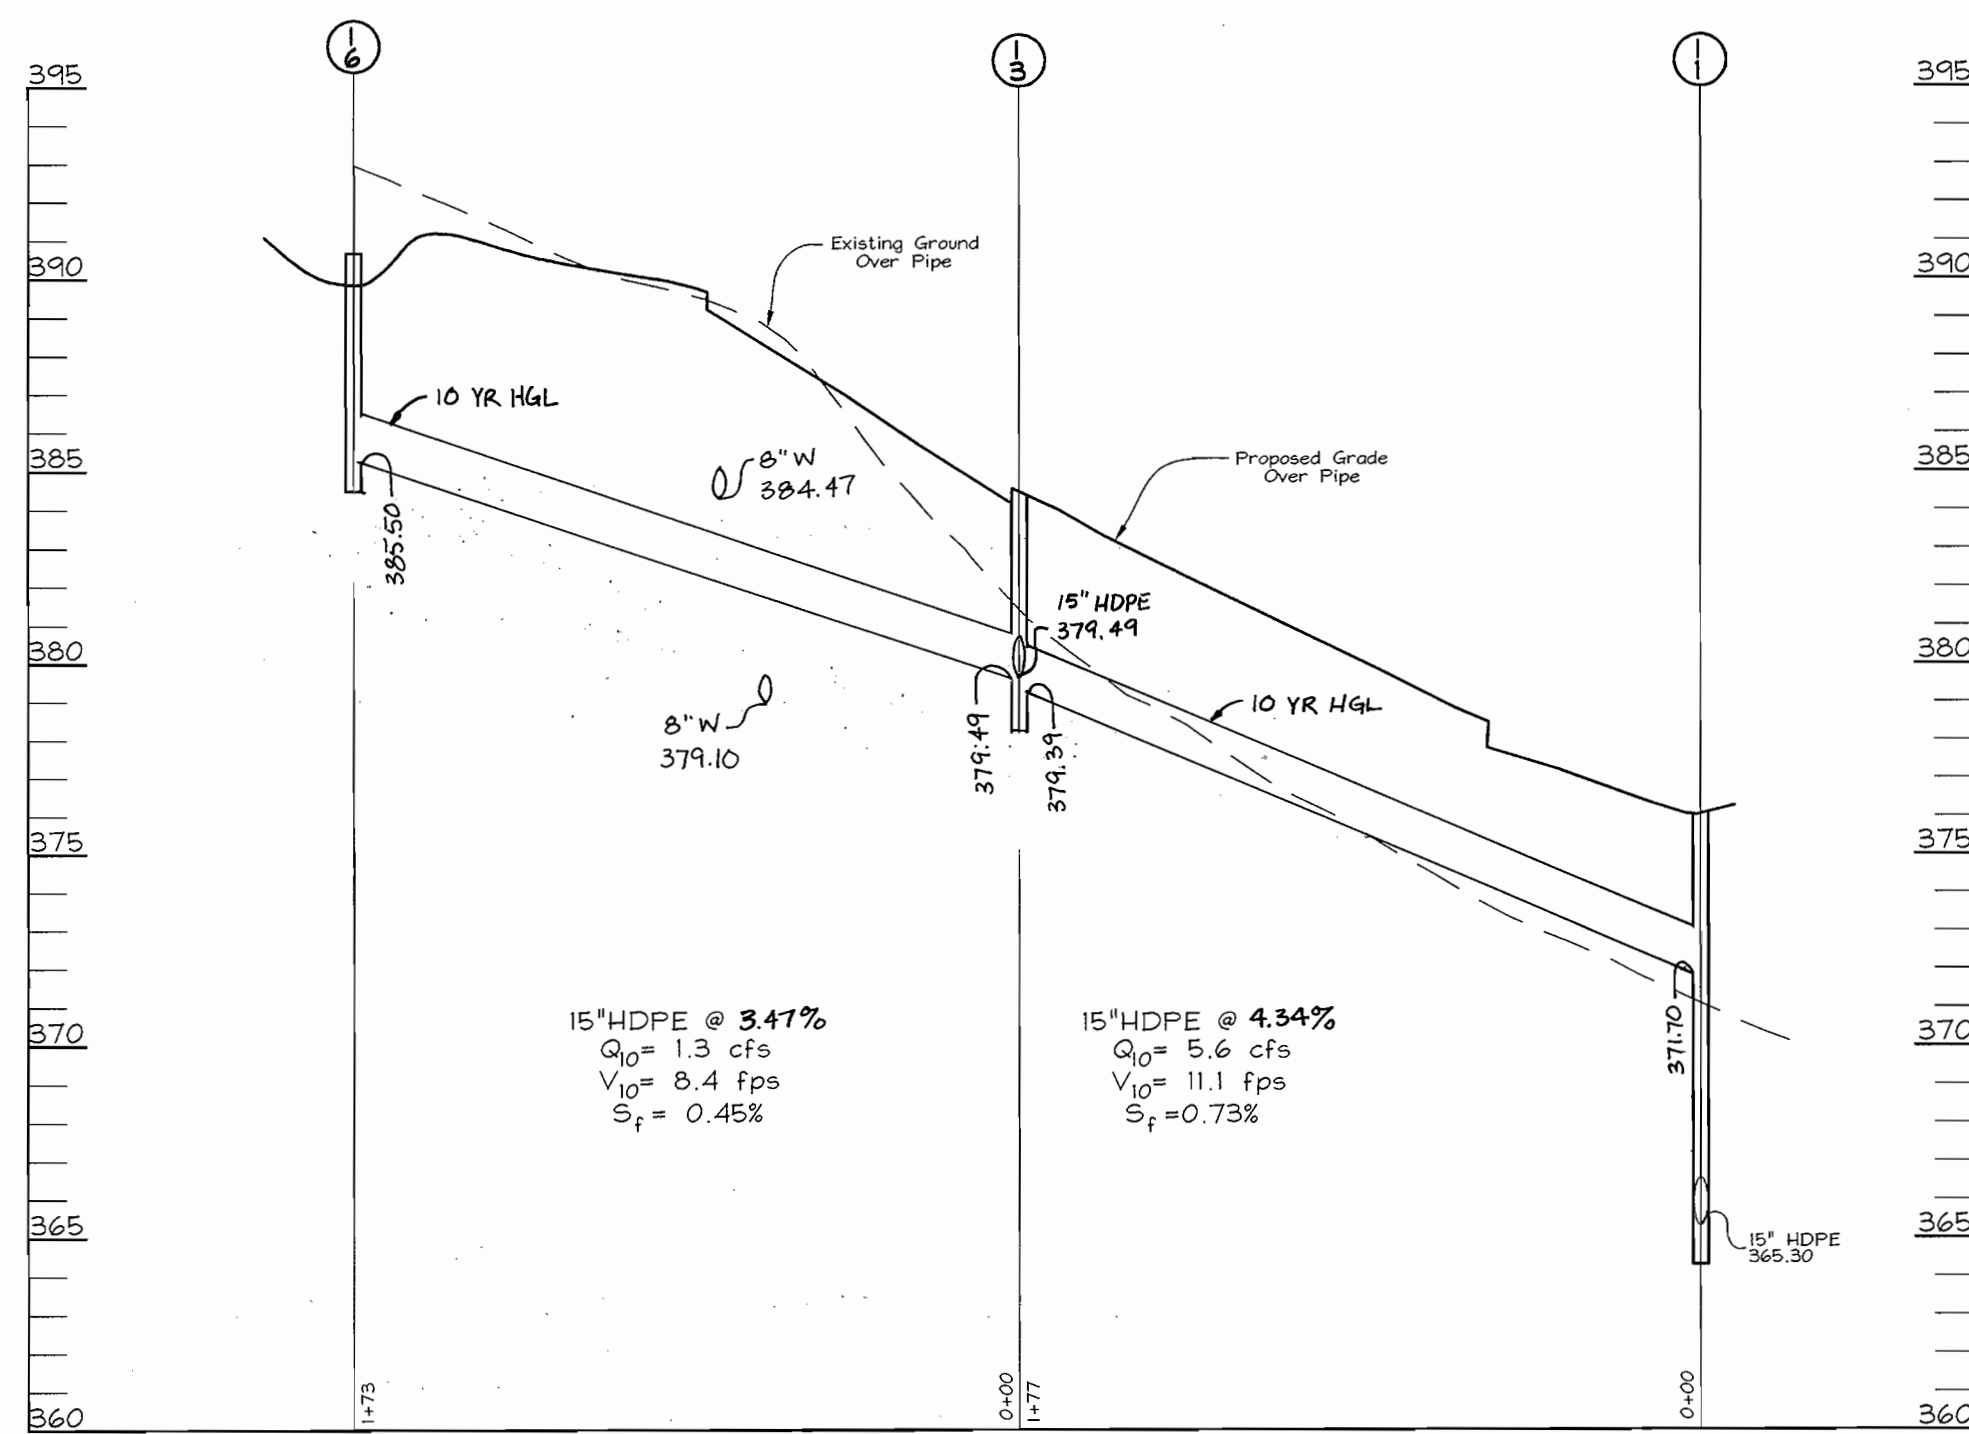 1
6
1
3
1
395
395
390
390
Existing Ground
Over Pipe
10 YR HGL
385
385
8" W
384.47
Proposed Grade
Over Pipe
385.50
15" HDPE
379.49
380
380
10 YR HGL
8" W
379.10
379.49
379.39
375
375
15"HDPE @ 3.47%
Q10= 1.3 cfs
V10= 8.4 fps
Sf = 0.45%
15"HDPE @ 4.34%
Q10= 5.6 cfs
V10= 11.1 fps
Sf =0.73%
371.70
370
370
365
365
15" HDPE
365.30
1+73
0+00
1+77
0+00
360
360